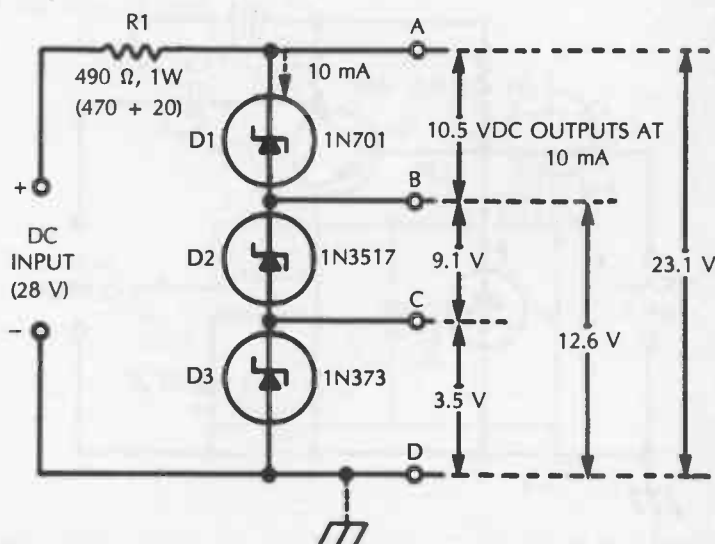 R1
490 Ω, 1W
(470 + 20)
A
10 mA
D1
1N701
10.5 VDC OUTPUTS AT
10 mA
+
DC
INPUT
(28 V)
−
B
D2
1N3517
9.1 V
23.1 V
C
12.6 V
D3
1N373
3.5 V
D